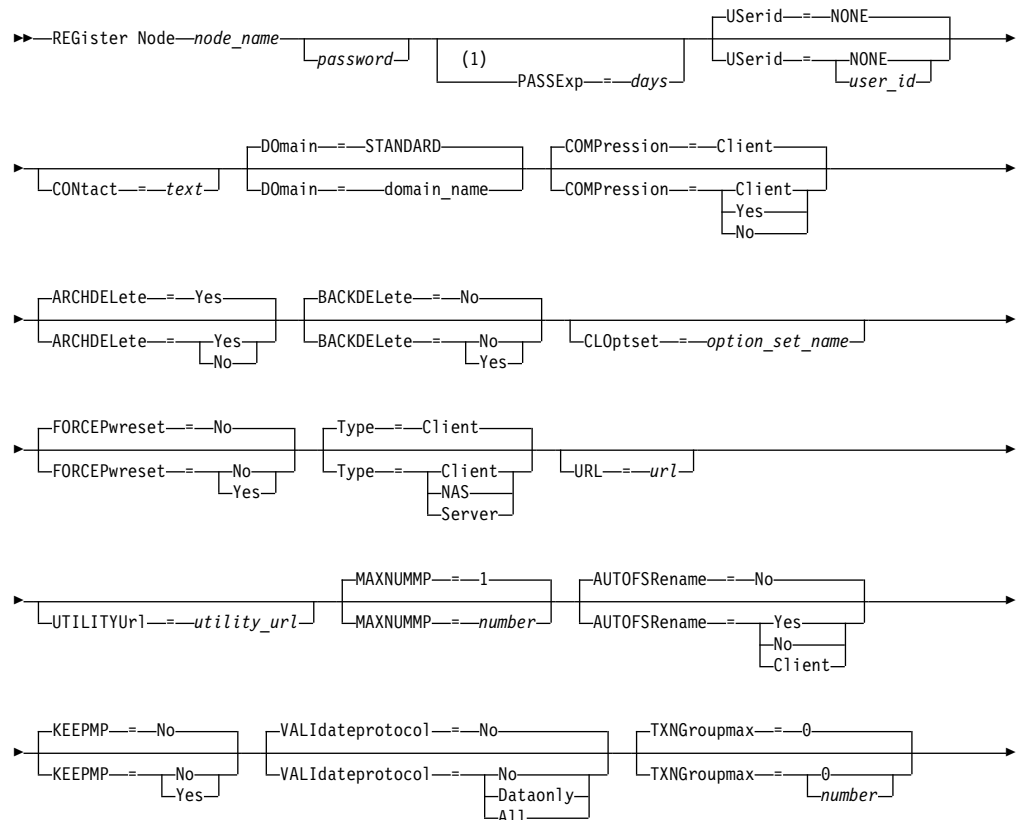 USerid = NONE
REGister Node node_name password (1) PASSExp = days USerid = NONE user_id
DOmain = STANDARD COMPression = Client
CONtact = text DOmain = domain_name COMPression = Client Yes No
ARCHDELete = Yes BACKDELete = No
ARCHDELete = Yes No BACKDELete = No Yes CLOptset = option_set_name
FORCEPwreset = No Type = Client
FORCEPwreset = No Yes Type = Client NAS Server URL = url
MAXNUMMP = 1 AUTOFSRename = No
UTILITYUrl = utility_url MAXNUMMP = number AUTOFSRename = Yes No Client
KEEPMP = No VALIdateprotocol = No TXNGroupmax = 0
KEEPMP = No Yes VALIdateprotocol = No Dataonly All TXNGroupmax = 0 number